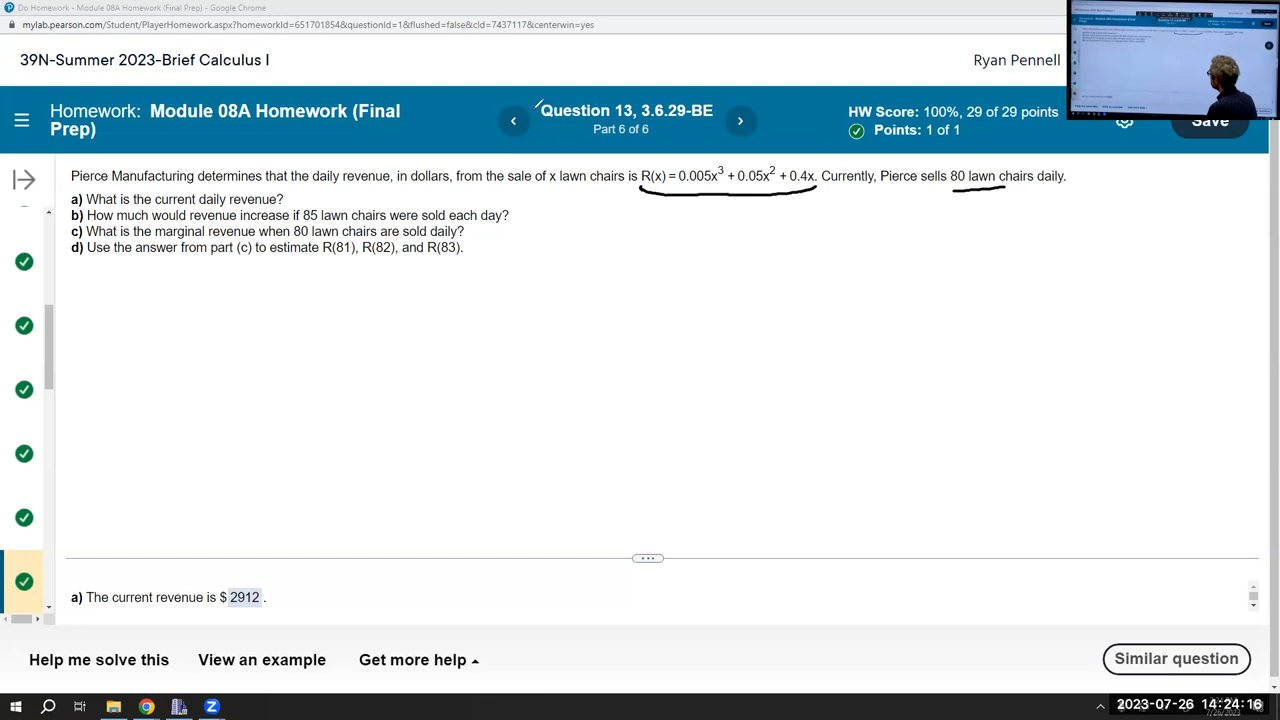 Do Homework - Module 08A Homework (Final Prep) - Google Chrome
mylab.pearson.com/Student/PlayerHomework.aspx?homeworkId=651701854&question
false&cId=7437117&cen
res
39N-Summer 2023-Brief Calculus I
Ryan Pennell
Homework: Module 08A Homework (Final Prep)
Question 13, 3.6.29-BE
Part 6 of 6
HW Score: 100%, 29 of 29 points
Points: 1 of 1
Save
Pierce Manufacturing determines that the daily revenue, in dollars, from the sale of x lawn chairs is R(x) = 0.005x³ + 0.05x² + 0.4x. Currently, Pierce sells 80 lawn chairs daily.
a) What is the current daily revenue?
b) How much would revenue increase if 85 lawn chairs were sold each day?
c) What is the marginal revenue when 80 lawn chairs are sold daily?
d) Use the answer from part (c) to estimate R(81), R(82), and R(83).
a) The current revenue is $ 2912 .
Help me solve this
View an example
Get more help
Similar question
2023-07-26 14:24:16